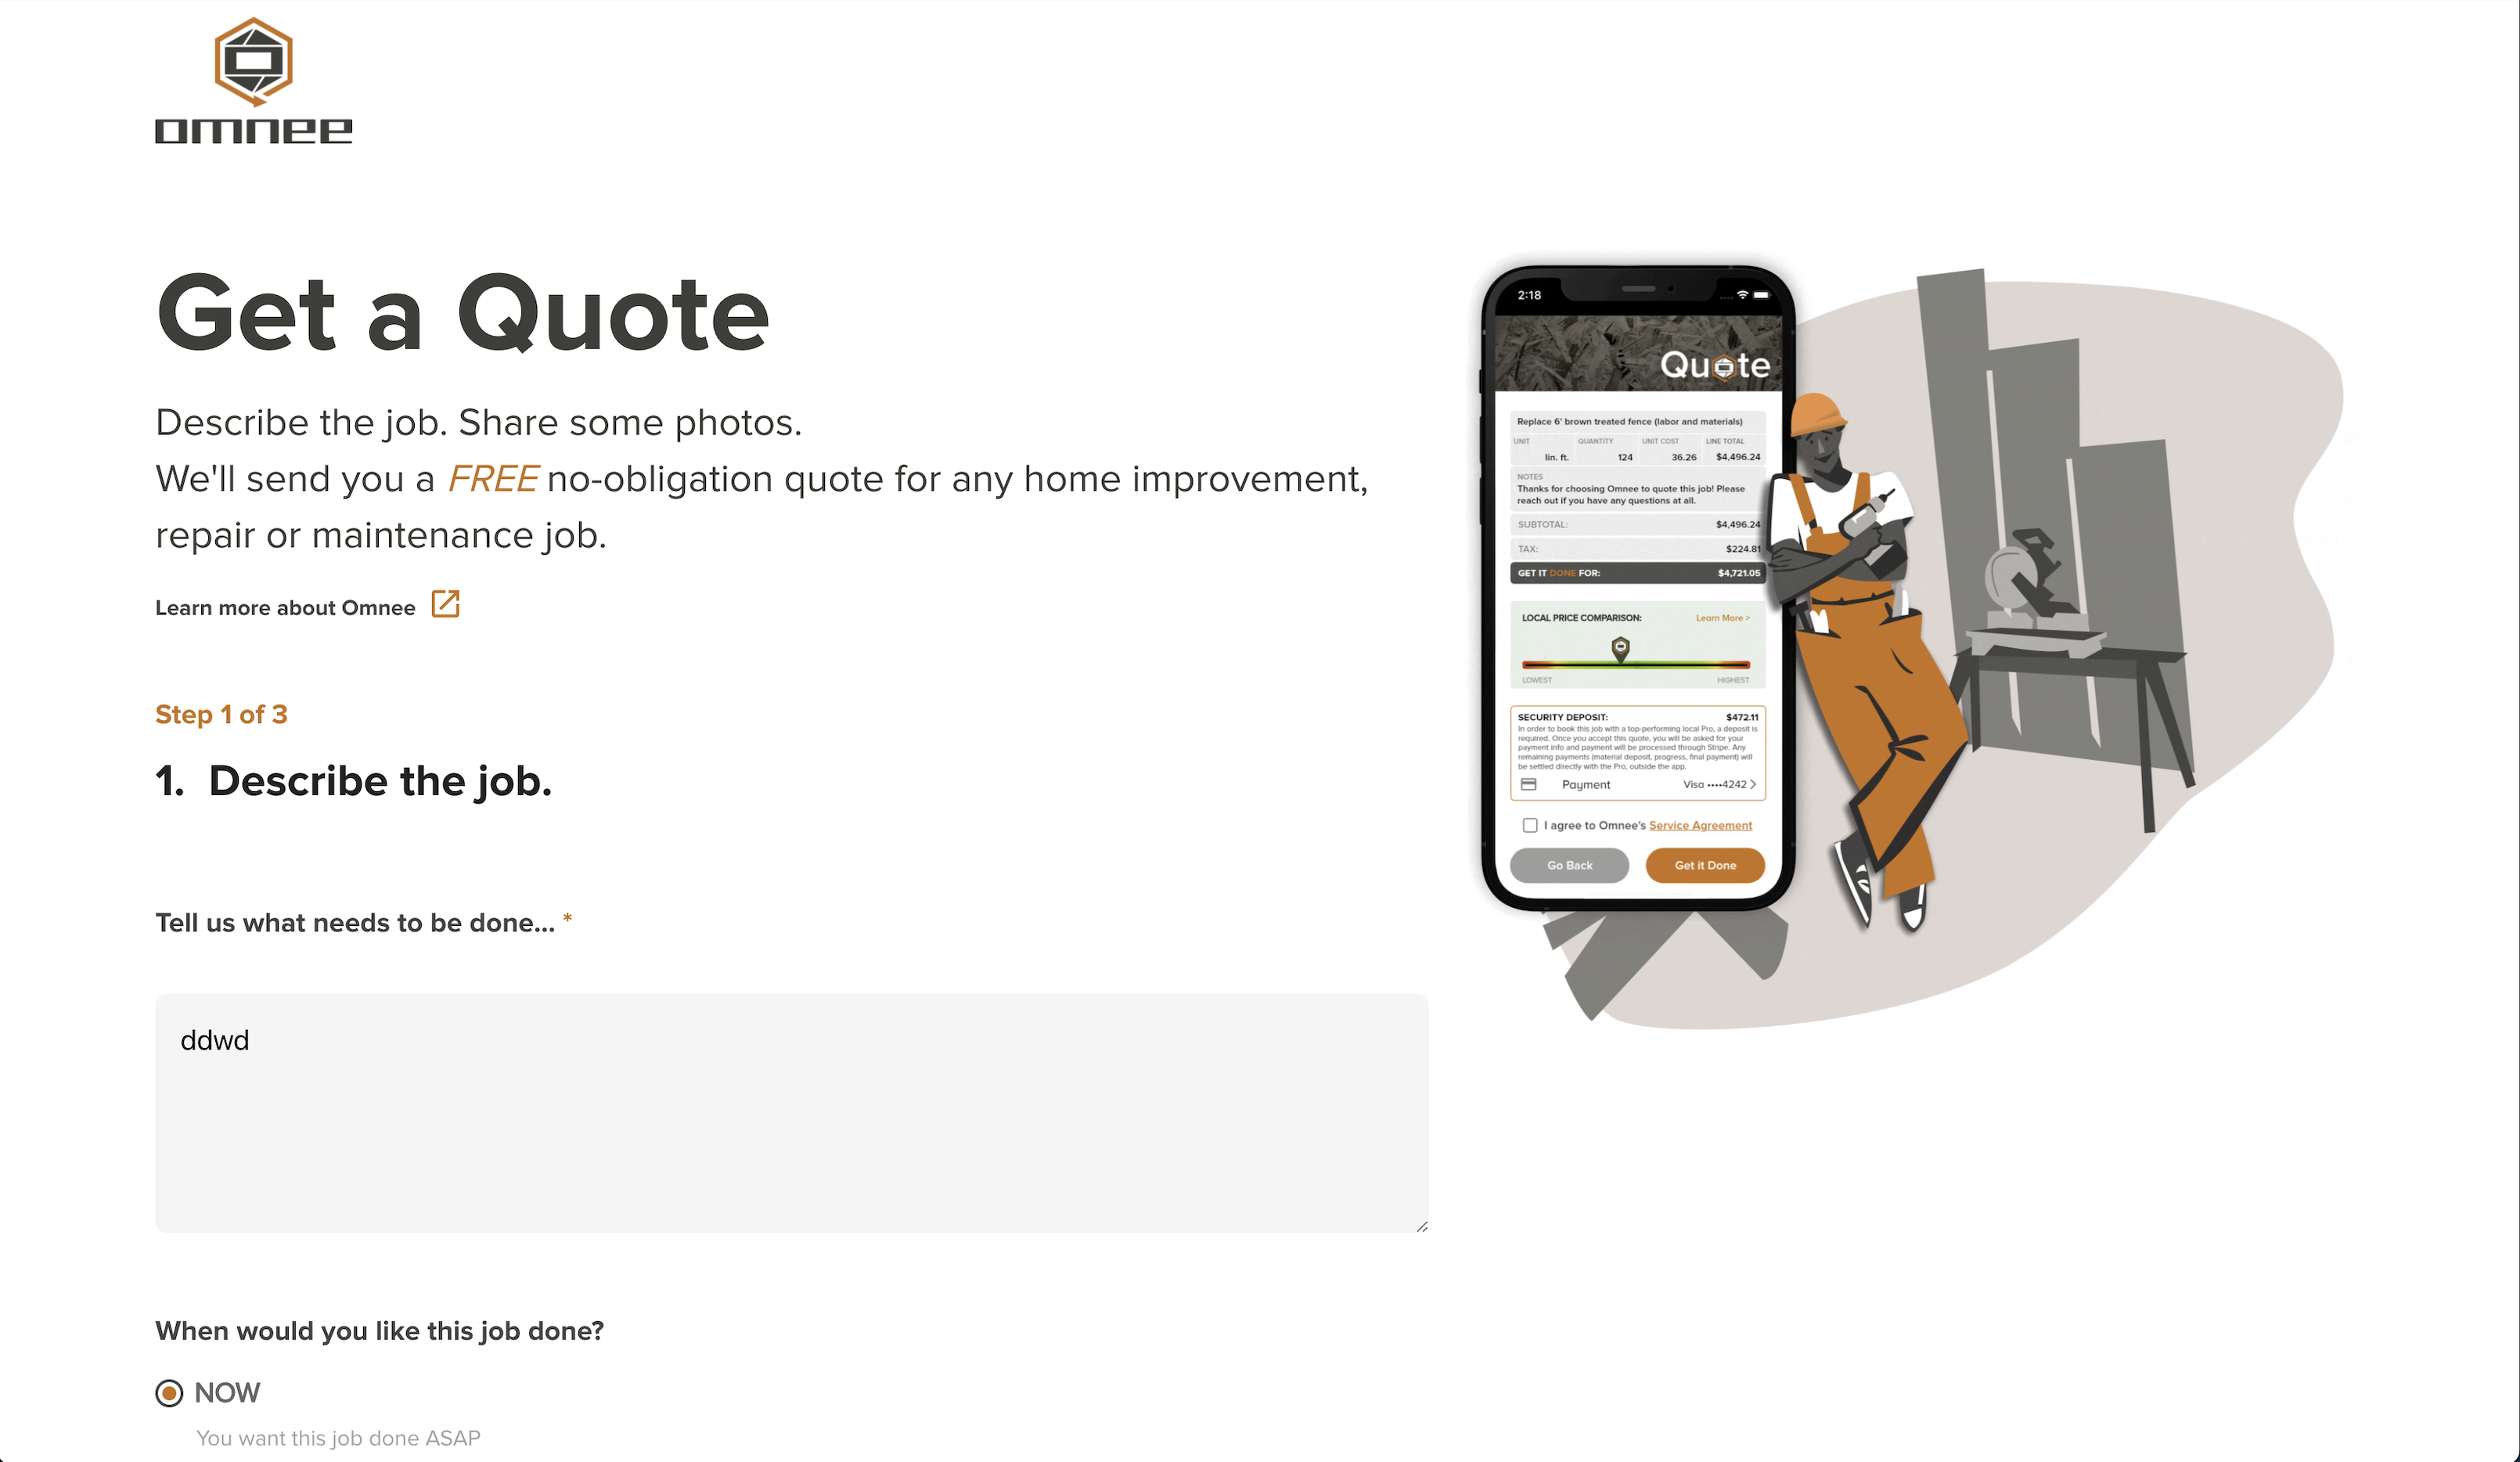 omnee
Get a Quote
Describe the job. Share some photos.
We'll send you a FREE no-obligation quote for any home improvement,
repair or maintenance job.
Learn more about Omnee
Step 1 of 3
1. Describe the job.
Tell us what needs to be done... *
ddwd
When would you like this job done?
NOW
You want this job done ASAP
2:18
Quote
Replace 6' brown treated fence (labor and materials)
UNIT QUANTITY UNIT COST LINE TOTAL
lin. ft. 124 36.26 $4,496.24
NOTES
Thanks for choosing Omnee to quote this job! Please
reach out if you have any questions at all.
SUBTOTAL: $4,496.24
TAX: $224.81
GET IT DONE FOR: $4,721.05
LOCAL PRICE COMPARISON: Learn More >
LOWEST HIGHEST
SECURITY DEPOSIT: $472.11
In order to book this job with a top-performing local Pro, a deposit is
required. Once you accept this quote, you will be asked for your
payment info and payment will be processed through Stripe. Any
remaining payments (material deposit, progress, final payment) will
be settled directly with the Pro, outside the app.
Payment Visa ••••4242 >
I agree to Omnee's Service Agreement
Go Back Get it Done